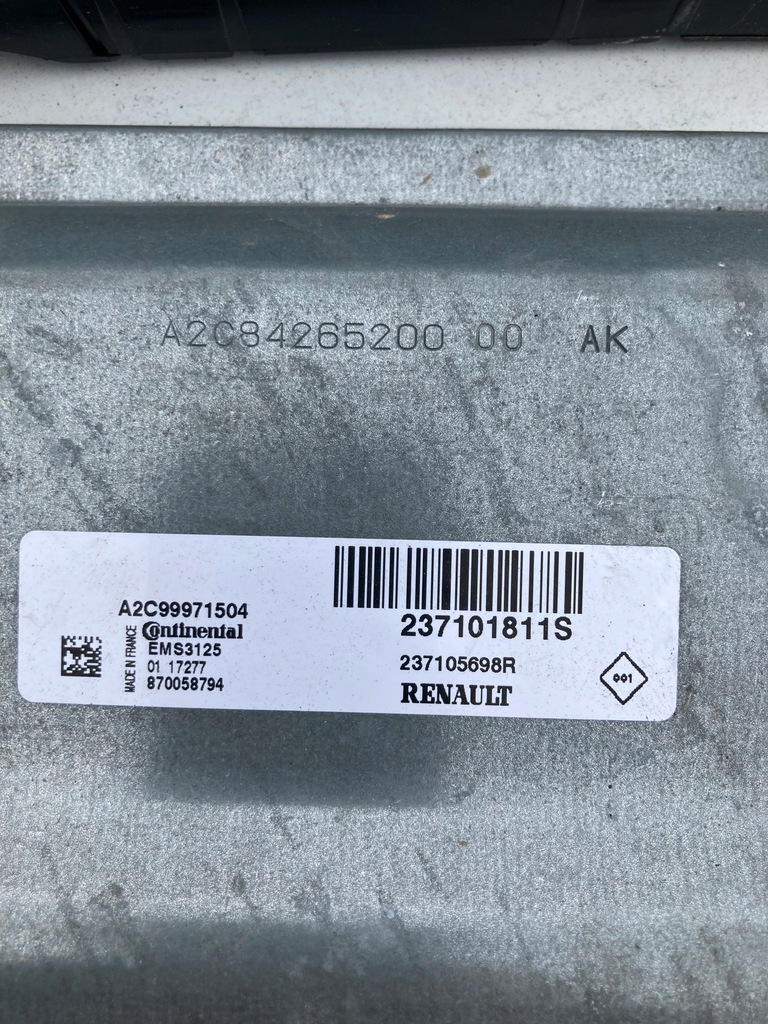 A2C84265200 00 AK
A2C99971504
Continental
EMS3125
01 17277
870058794
MADE IN FRANCE
237101811S
237105698R
RENAULT
001